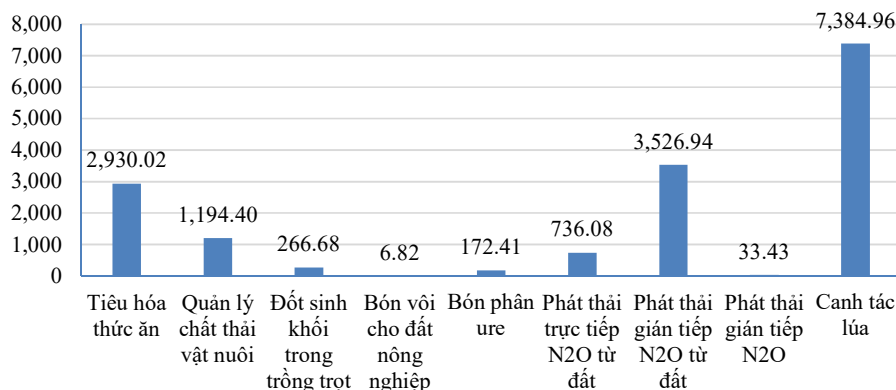 8,000
7,000
6,000
5,000
4,000
3,000
2,000
1,000
0
2,930.02
1,194.40
266.68
6.82
172.41
736.08
3,526.94
33.43
7,384.96
Tiêu hóa
thức ăn
Quản lý
chất thải
vật nuôi
Đốt sinh
khối
trong
trồng trọt
Bón vôi
cho đất
nông
nghiệp
Bón phân
ure
Phát thải
trực tiếp
N2O từ
đất
Phát thải
gián tiếp
N2O từ
đất
Phát thải
gián tiếp
N2O
Canh tác
lúa